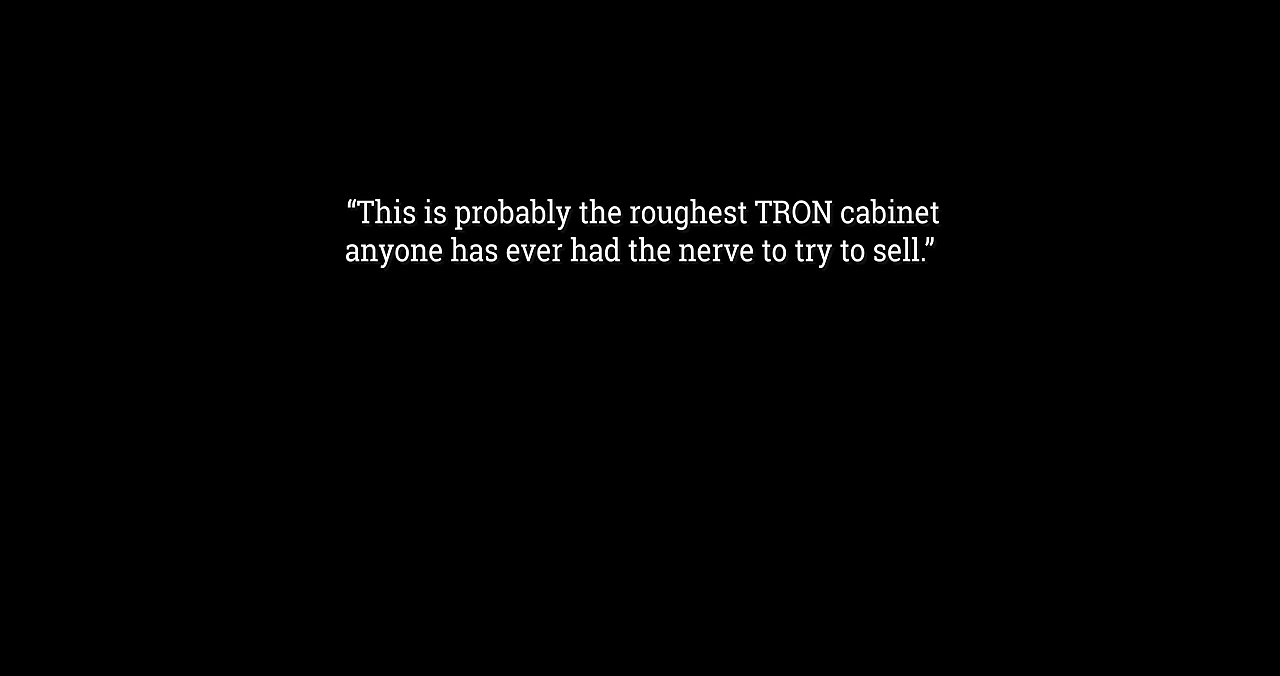 “This is probably the roughest TRON cabinet
anyone has ever had the nerve to try to sell.”